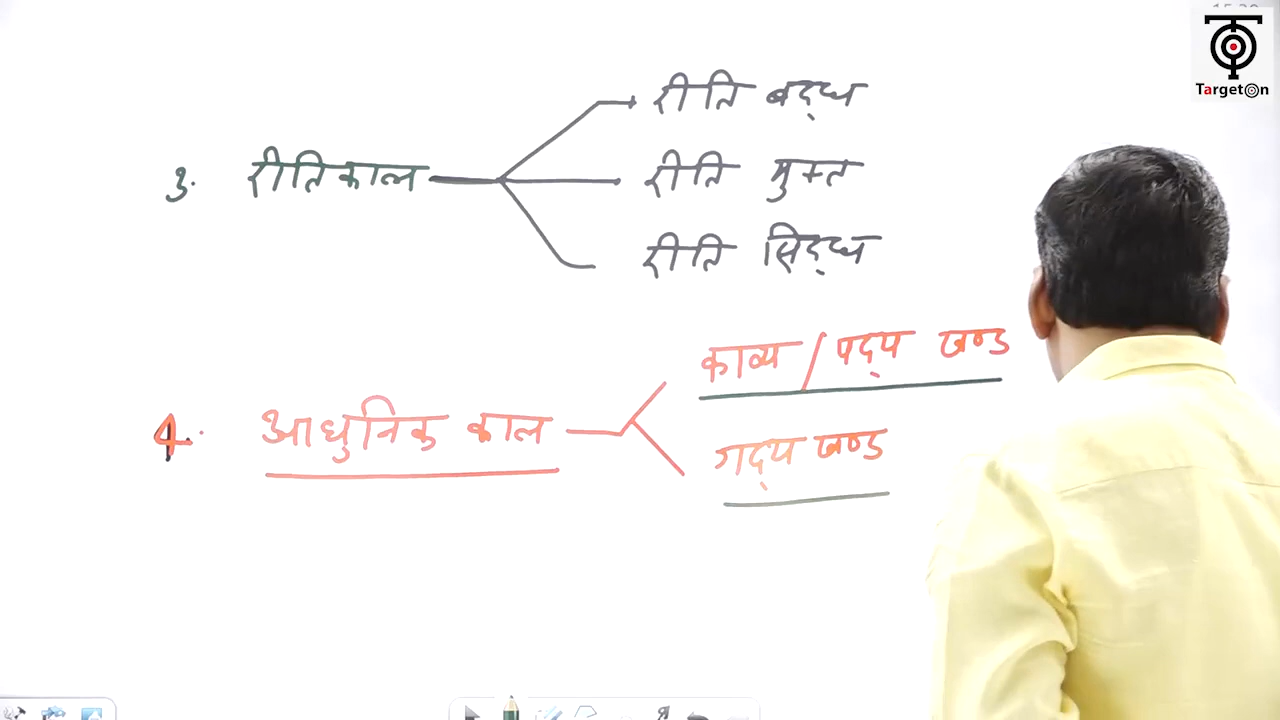 TargetOn
रीति बद्ध
3. रीतिकाल
रीति मुक्त
रीति सिद्ध
काव्य / पद्य खण्ड
4. आधुनिक काल
गद्य खण्ड